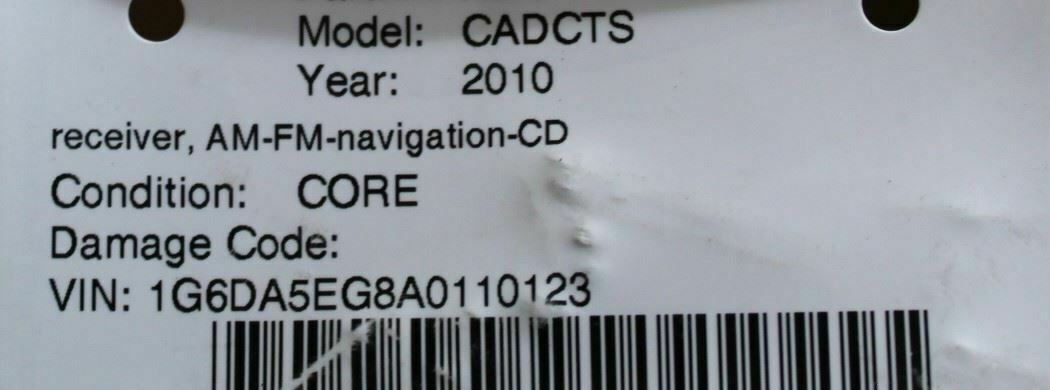 Model: CADCTS
Year: 2010
receiver, AM-FM-navigation-CD
Condition: CORE
Damage Code:
VIN: 1G6DA5EG8A0110123